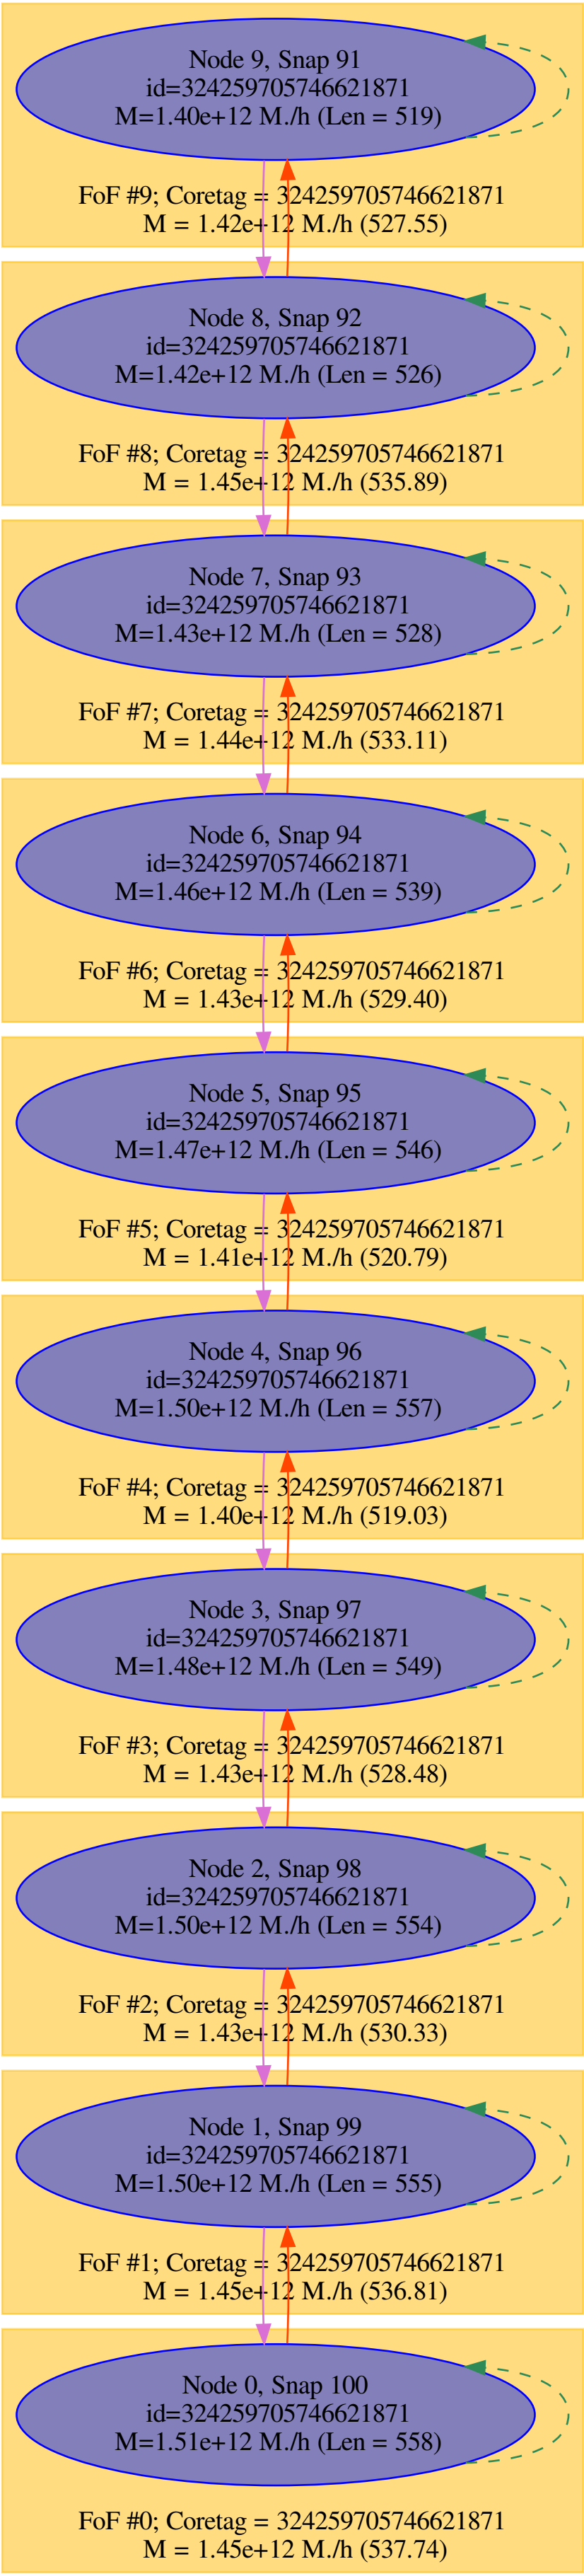 Node 9, Snap 91
id=324259705746621871
M=1.40e+12 M./h (Len = 519)
FoF #9; Coretag = 324259705746621871
M = 1.42e+12 M./h (527.55)
Node 8, Snap 92
id=324259705746621871
M=1.42e+12 M./h (Len = 526)
FoF #8; Coretag = 324259705746621871
M = 1.45e+12 M./h (535.89)
Node 7, Snap 93
id=324259705746621871
M=1.43e+12 M./h (Len = 528)
FoF #7; Coretag = 324259705746621871
M = 1.44e+12 M./h (533.11)
Node 6, Snap 94
id=324259705746621871
M=1.46e+12 M./h (Len = 539)
FoF #6; Coretag = 324259705746621871
M = 1.43e+12 M./h (529.40)
Node 5, Snap 95
id=324259705746621871
M=1.47e+12 M./h (Len = 546)
FoF #5; Coretag = 324259705746621871
M = 1.41e+12 M./h (520.79)
Node 4, Snap 96
id=324259705746621871
M=1.50e+12 M./h (Len = 557)
FoF #4; Coretag = 324259705746621871
M = 1.40e+12 M./h (519.03)
Node 3, Snap 97
id=324259705746621871
M=1.48e+12 M./h (Len = 549)
FoF #3; Coretag = 324259705746621871
M = 1.43e+12 M./h (528.48)
Node 2, Snap 98
id=324259705746621871
M=1.50e+12 M./h (Len = 554)
FoF #2; Coretag = 324259705746621871
M = 1.43e+12 M./h (530.33)
Node 1, Snap 99
id=324259705746621871
M=1.50e+12 M./h (Len = 555)
FoF #1; Coretag = 324259705746621871
M = 1.45e+12 M./h (536.81)
Node 0, Snap 100
id=324259705746621871
M=1.51e+12 M./h (Len = 558)
FoF #0; Coretag = 324259705746621871
M = 1.45e+12 M./h (537.74)